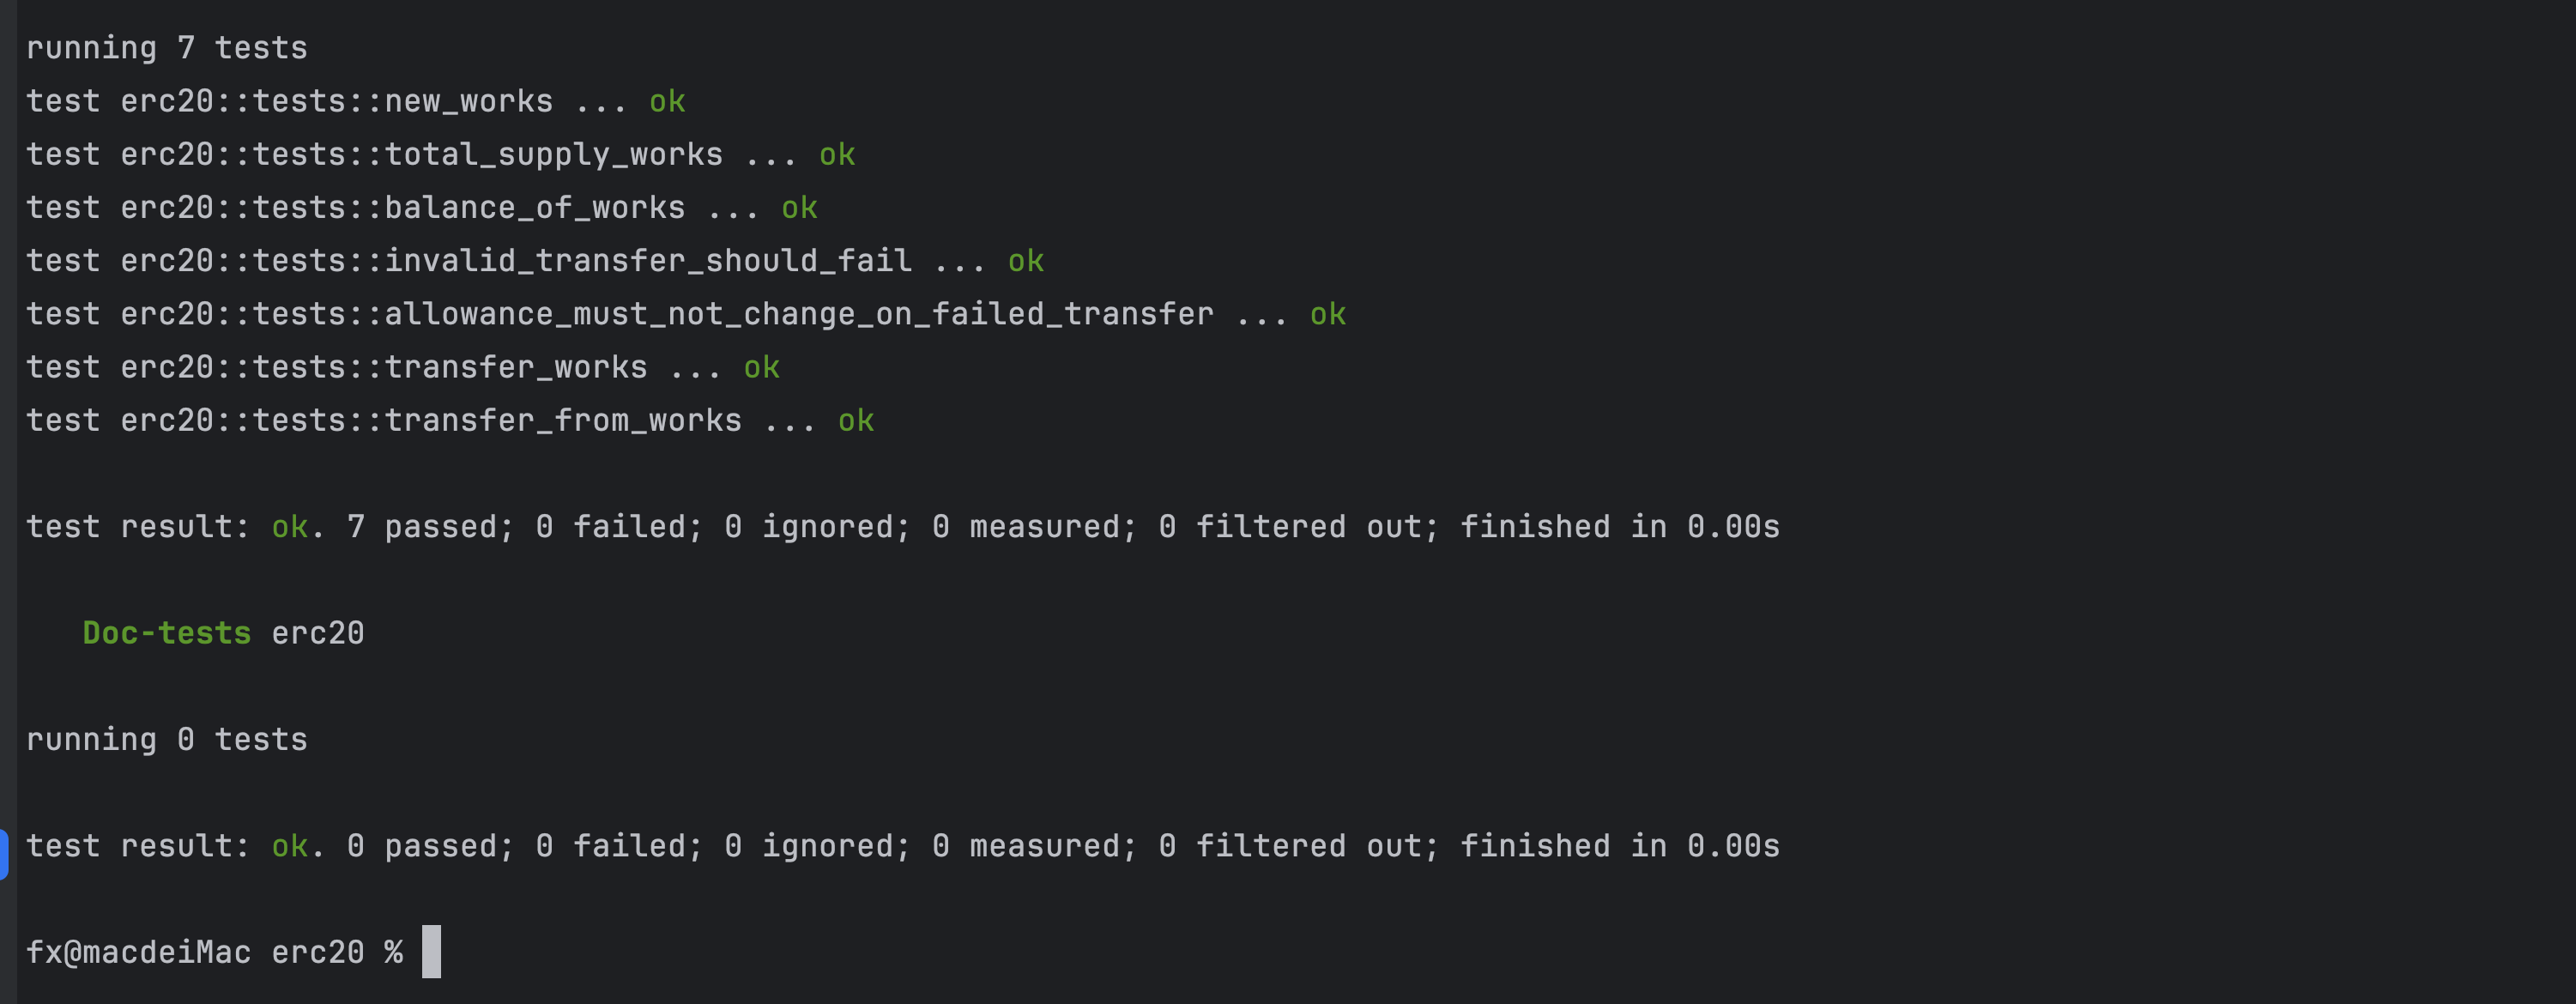 running 7 tests
test erc20::tests::new_works ... ok
test erc20::tests::total_supply_works ... ok
test erc20::tests::balance_of_works ... ok
test erc20::tests::invalid_transfer_should_fail ... ok
test erc20::tests::allowance_must_not_change_on_failed_transfer ... ok
test erc20::tests::transfer_works ... ok
test erc20::tests::transfer_from_works ... ok
test result: ok. 7 passed; 0 failed; 0 ignored; 0 measured; 0 filtered out; finished in 0.00s
Doc-tests erc20
running 0 tests
test result: ok. 0 passed; 0 failed; 0 ignored; 0 measured; 0 filtered out; finished in 0.00s
fx@macdeiMac erc20 %